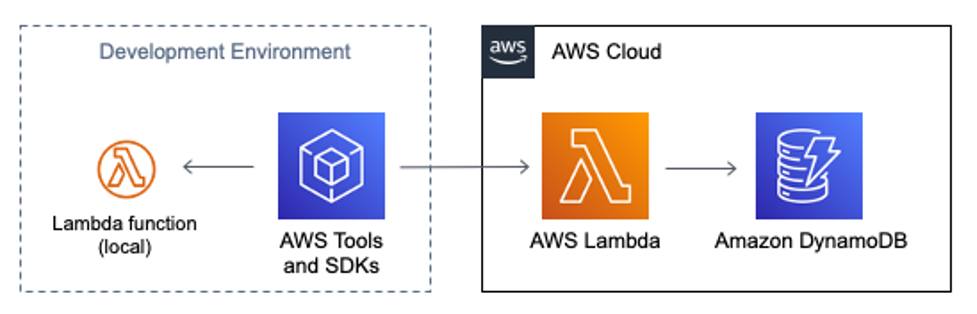 Development Environment
aws
AWS Cloud
Lambda function
(local)
AWS Tools
and SDKs
AWS Lambda
Amazon DynamoDB